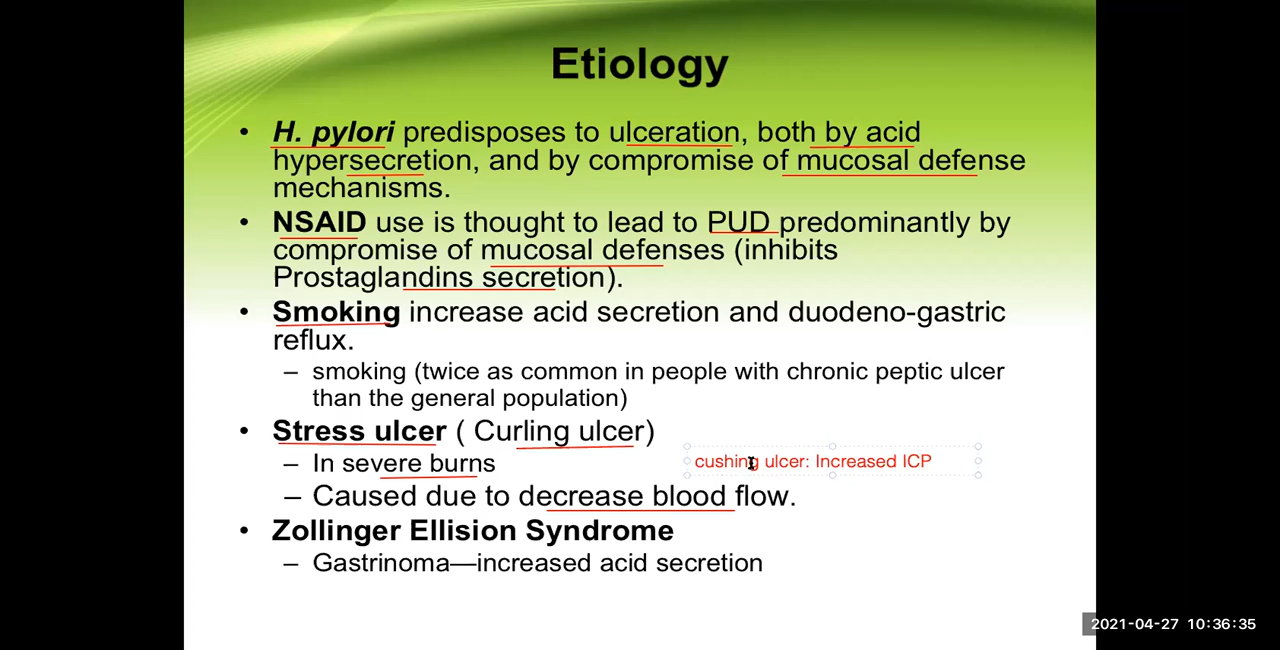 Etiology
• H. pylori predisposes to ulceration, both by acid
hypersecretion, and by compromise of mucosal defense
mechanisms.
• NSAID use is thought to lead to PUD predominantly by
compromise of mucosal defenses (inhibits
Prostaglandins secretion).
• Smoking increase acid secretion and duodeno-gastric
reflux.
– smoking (twice as common in people with chronic peptic ulcer
than the general population)
• Stress ulcer ( Curling ulcer)
– In severe burns
cushing ulcer: Increased ICP
– Caused due to decrease blood flow.
• Zollinger Ellision Syndrome
– Gastrinoma—increased acid secretion
2021-04-27 10:36:35